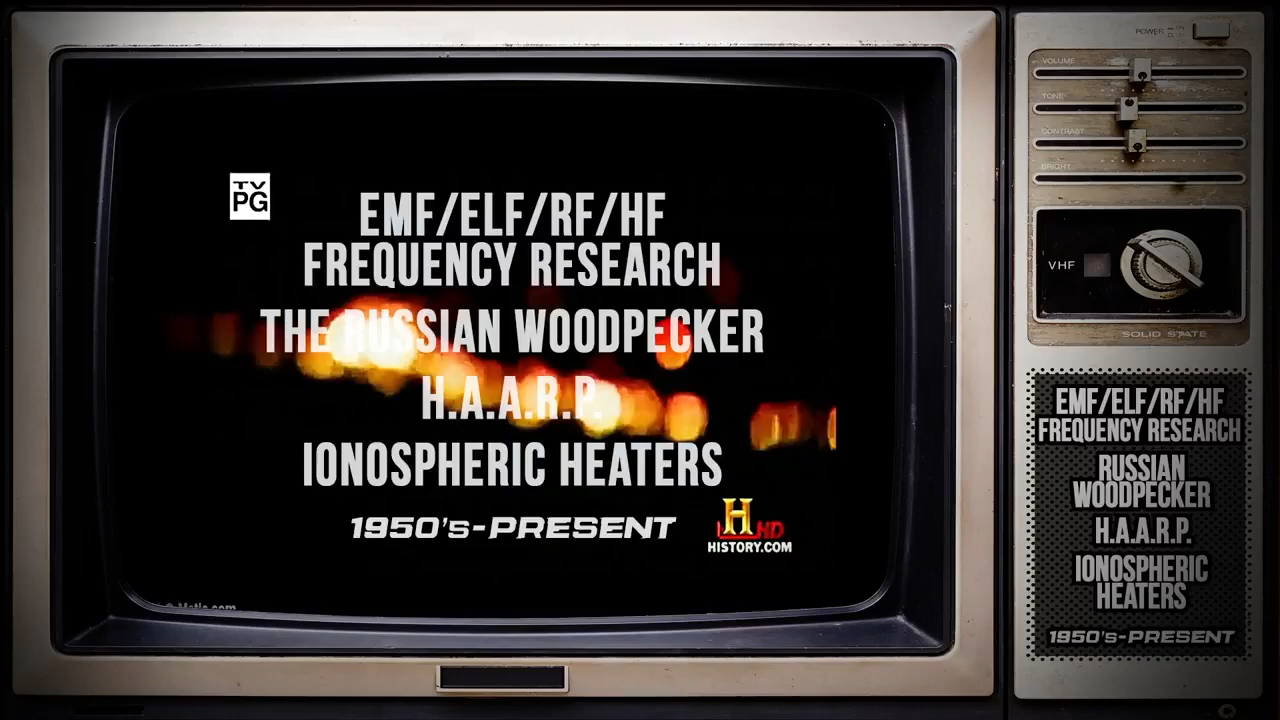 TV
PG
EMF/ELF/RF/HF
FREQUENCY RESEARCH
THE RUSSIAN WOODPECKER
H.A.A.R.P.
IONOSPHERIC HEATERS
1950's-PRESENT
H HD
HISTORY.COM
POWER
VOLUME
TONE
CONTRAST
BRIGHT
VHF
SOLID STATE
EMF/ELF/RF/HF
FREQUENCY RESEARCH
RUSSIAN
WOODPECKER
H.A.A.R.P.
IONOSPHERIC
HEATERS
1950's-PRESENT